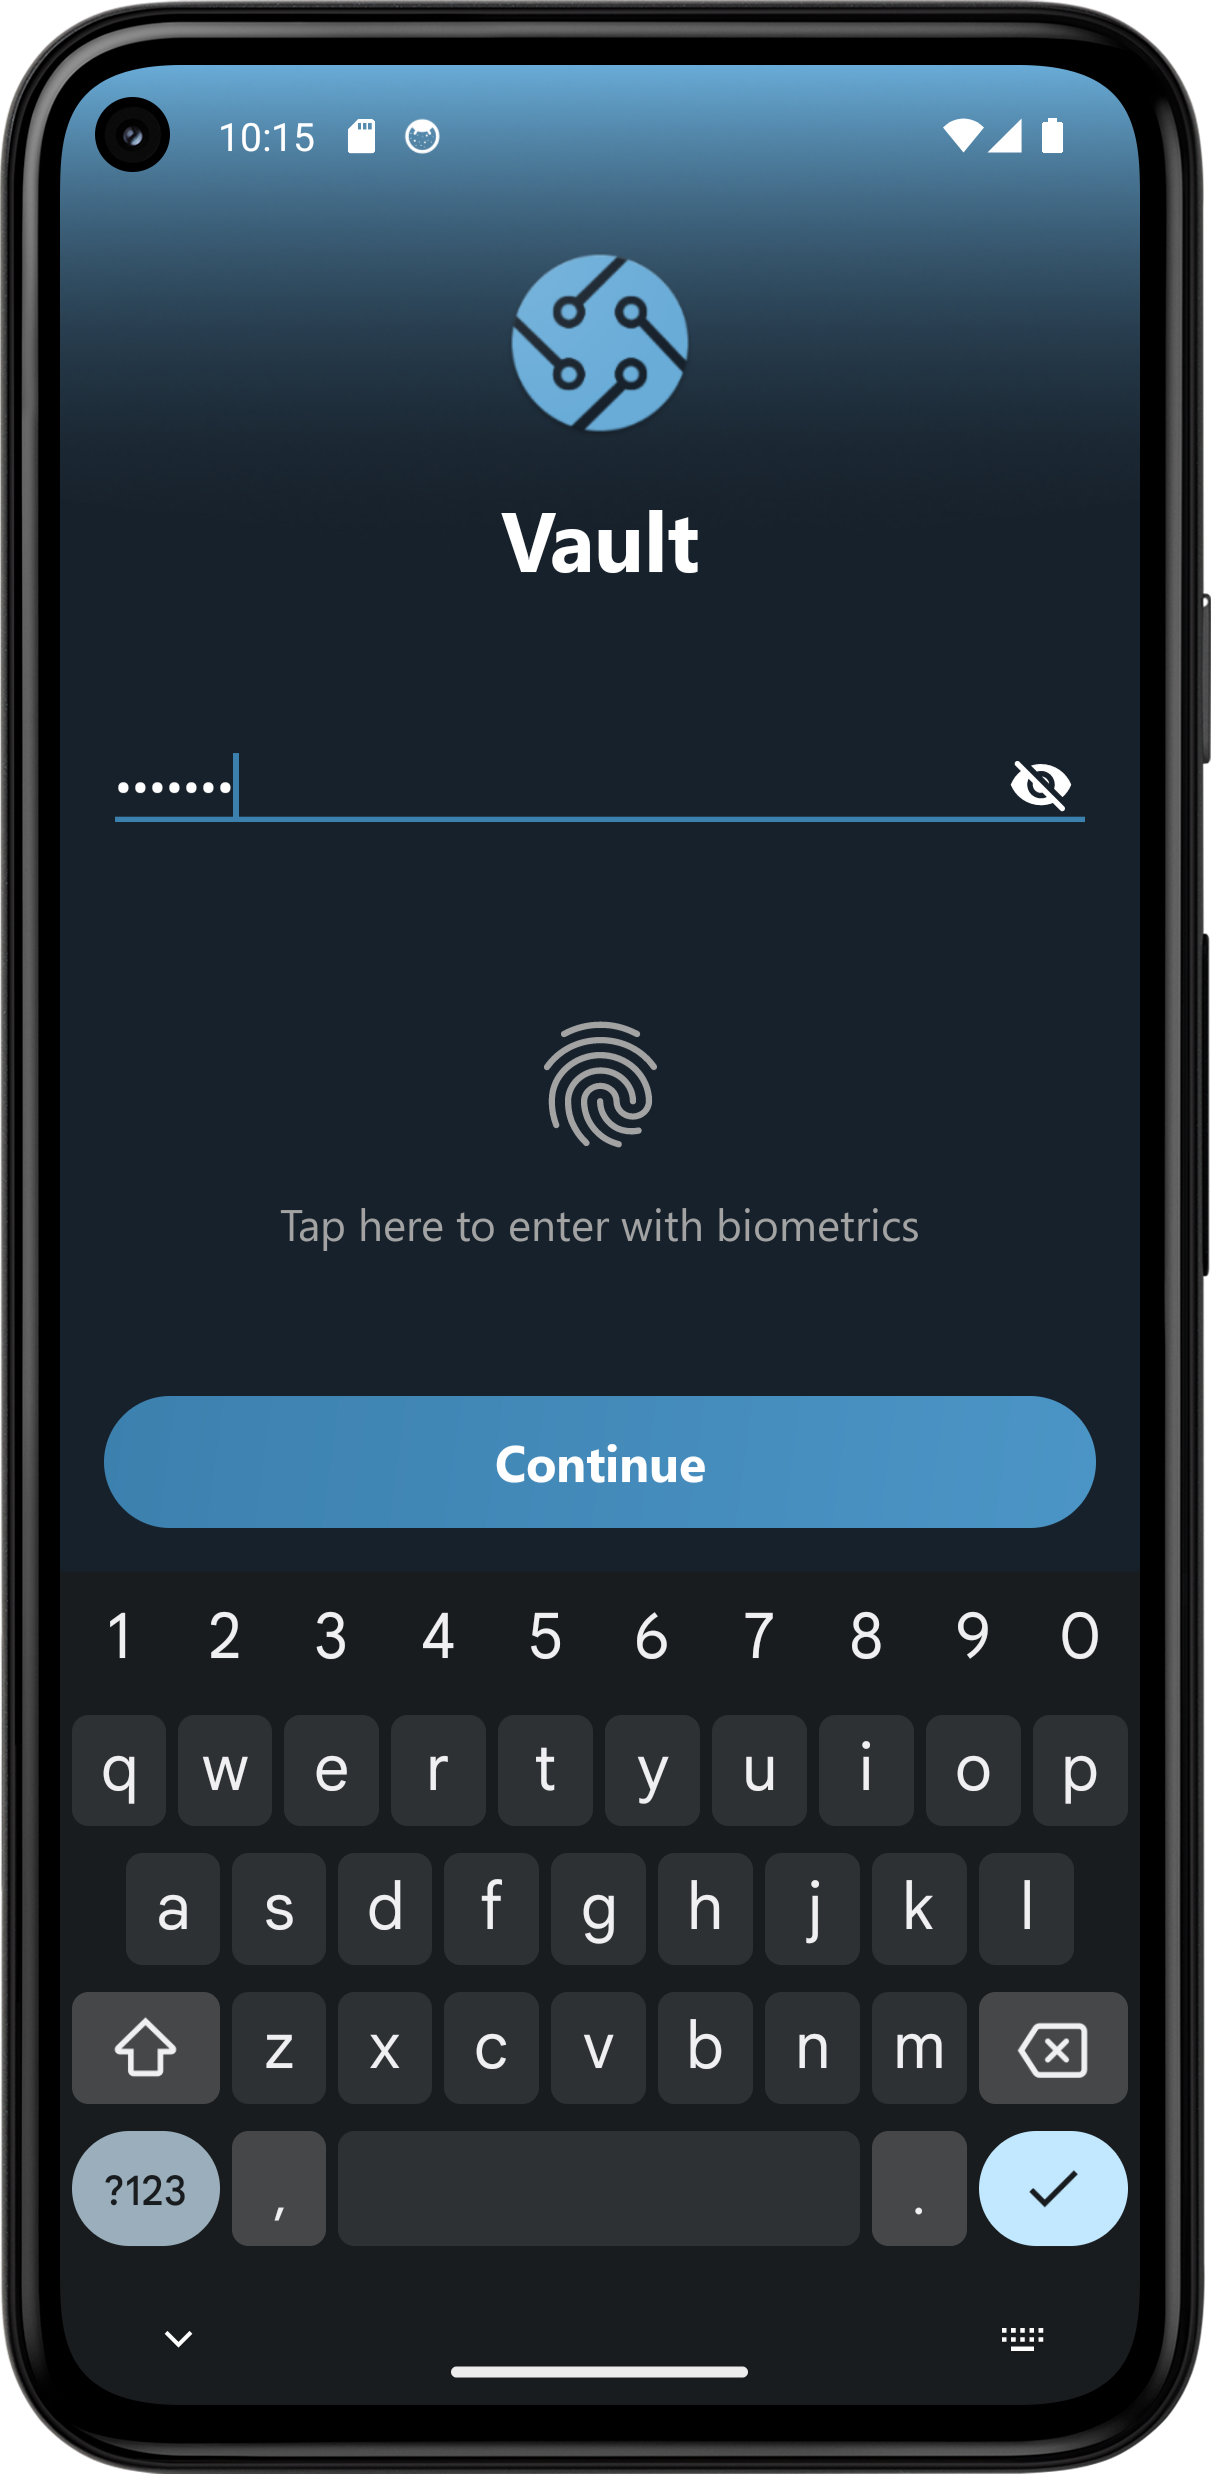 10:15
Vault
•••••••
Tap here to enter with biometrics
Continue
1 2 3 4 5 6 7 8 9 0
q w e r t y u i o p
a s d f g h j k l
z x c v b n m
?123 , .